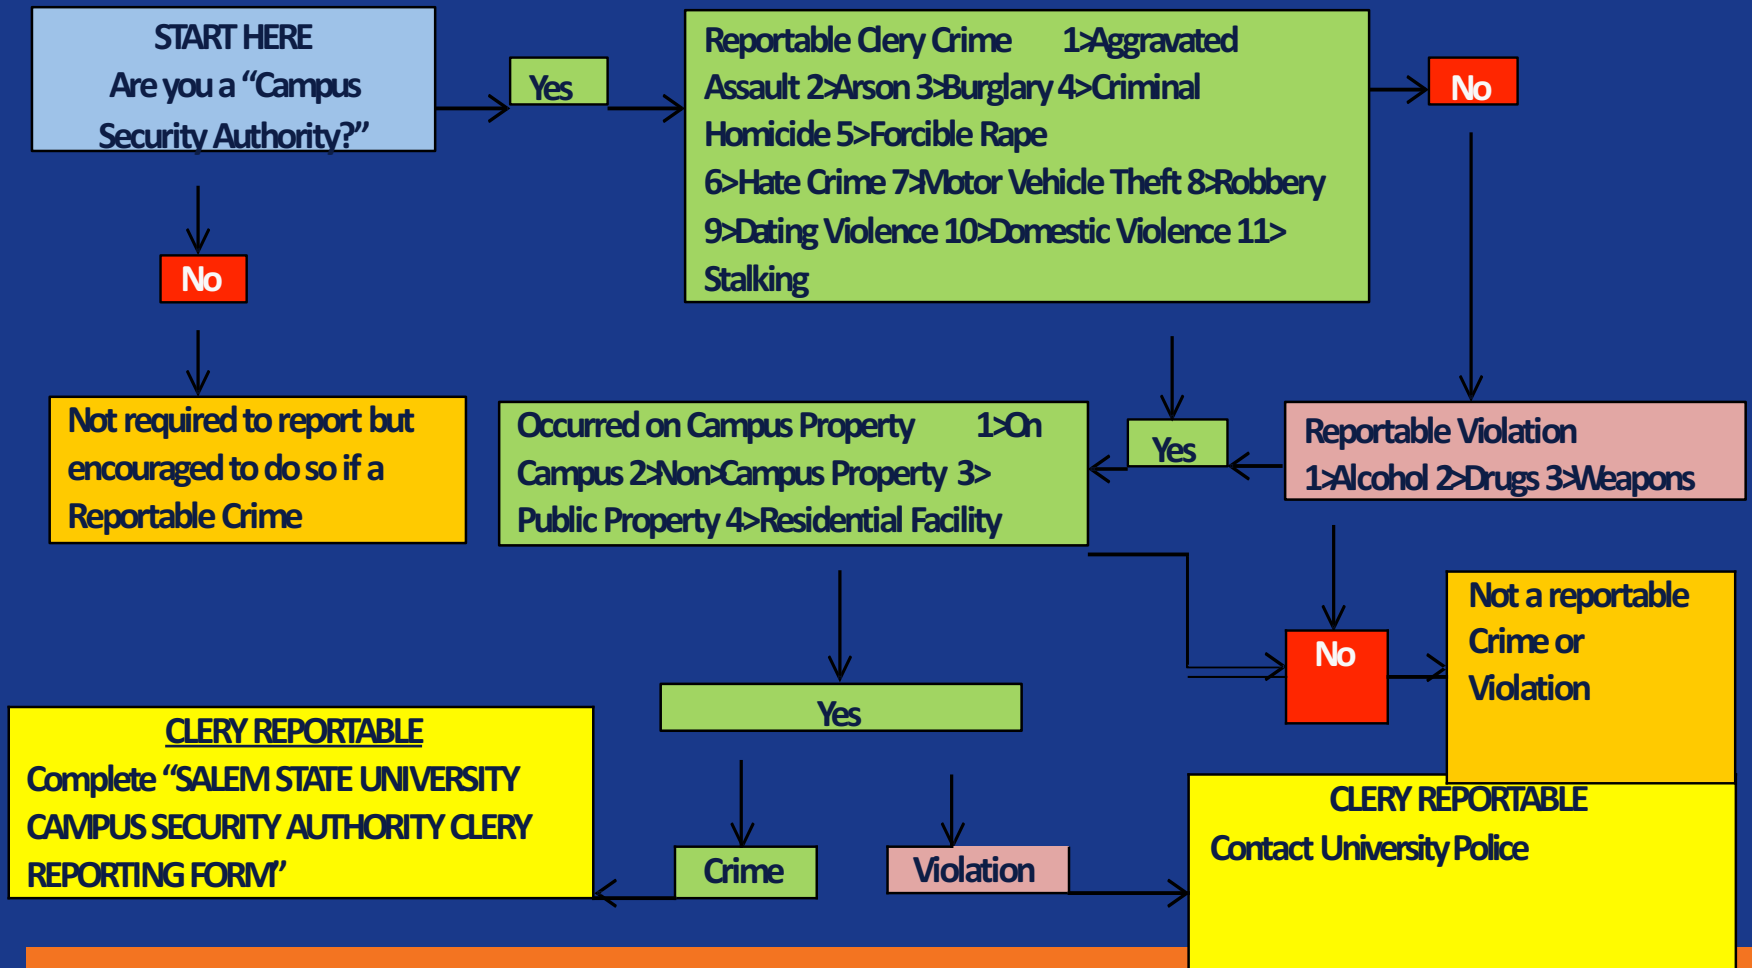 START HERE
Are you a “Campus
Security Authority?”
Yes
Reportable Clery Crime 1>Aggravated
Assault 2>Arson 3>Burglary 4>Criminal
Homicide 5>Forcible Rape
6>Hate Crime 7>Motor Vehicle Theft 8>Robbery
9>Dating Violence 10>Domestic Violence 11>
Stalking
No
No
Not required to report but
encouraged to do so if a
Reportable Crime
Occurred on Campus Property 1>On
Campus 2>Non>Campus Property 3>
Public Property 4>Residential Facility
Yes
Reportable Violation
1>Alcohol 2>Drugs 3>Weapons
No
Not a reportable
Crime or
Violation
Yes
CLERY REPORTABLE
Complete “SALEM STATE UNIVERSITY
CAMPUS SECURITY AUTHORITY CLERY
REPORTING FORM”
Crime
Violation
CLERY REPORTABLE
Contact University Police